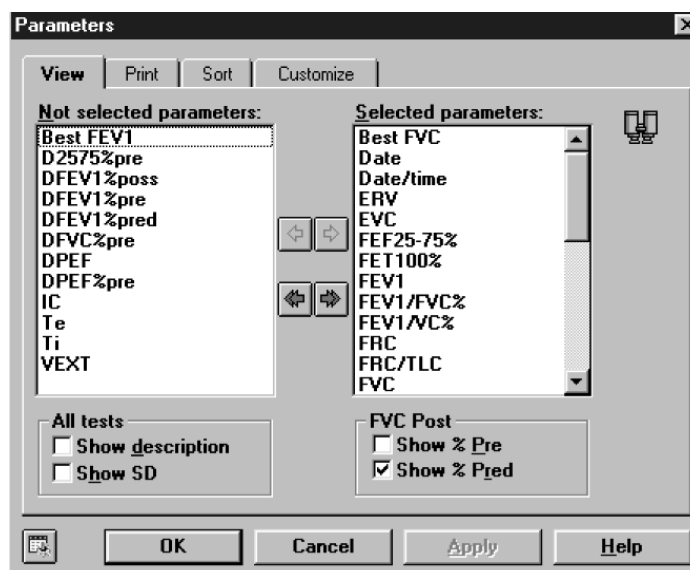 Parameters
View Print Sort Customize
Not selected parameters:
Best FEV1
D2575%pre
DFEV1%poss
DFEV1%pre
DFEV1%pred
DFVC%pre
DPEF
DPEF%pre
IC
Te
Ti
VEXT
Selected parameters:
Best FVC
Date
Date/time
ERV
EVC
FEF25-75%
FET100%
FEV1
FEV1/FVC%
FEV1/VC%
FRC
FRC/TLC
FVC
All tests
Show description
Show SD
FVC Post
Show % Pre
Show % Pred
OK Cancel Apply Help